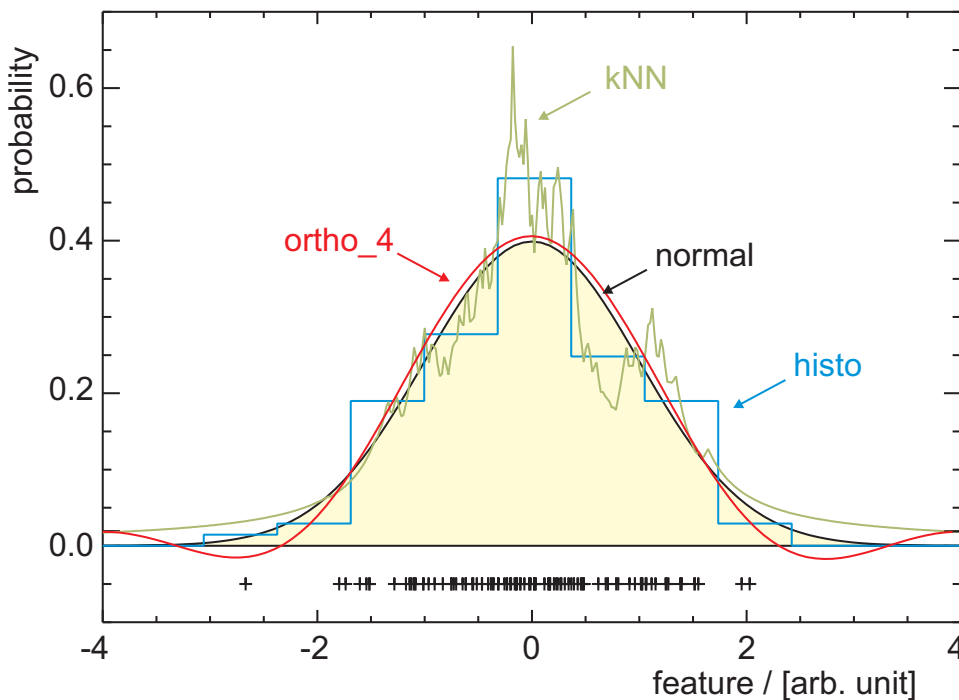 probability
0.6
0.4
0.2
0.0
kNN
ortho_4
normal
histo
-4
-2
0
2
4
feature / [arb. unit]